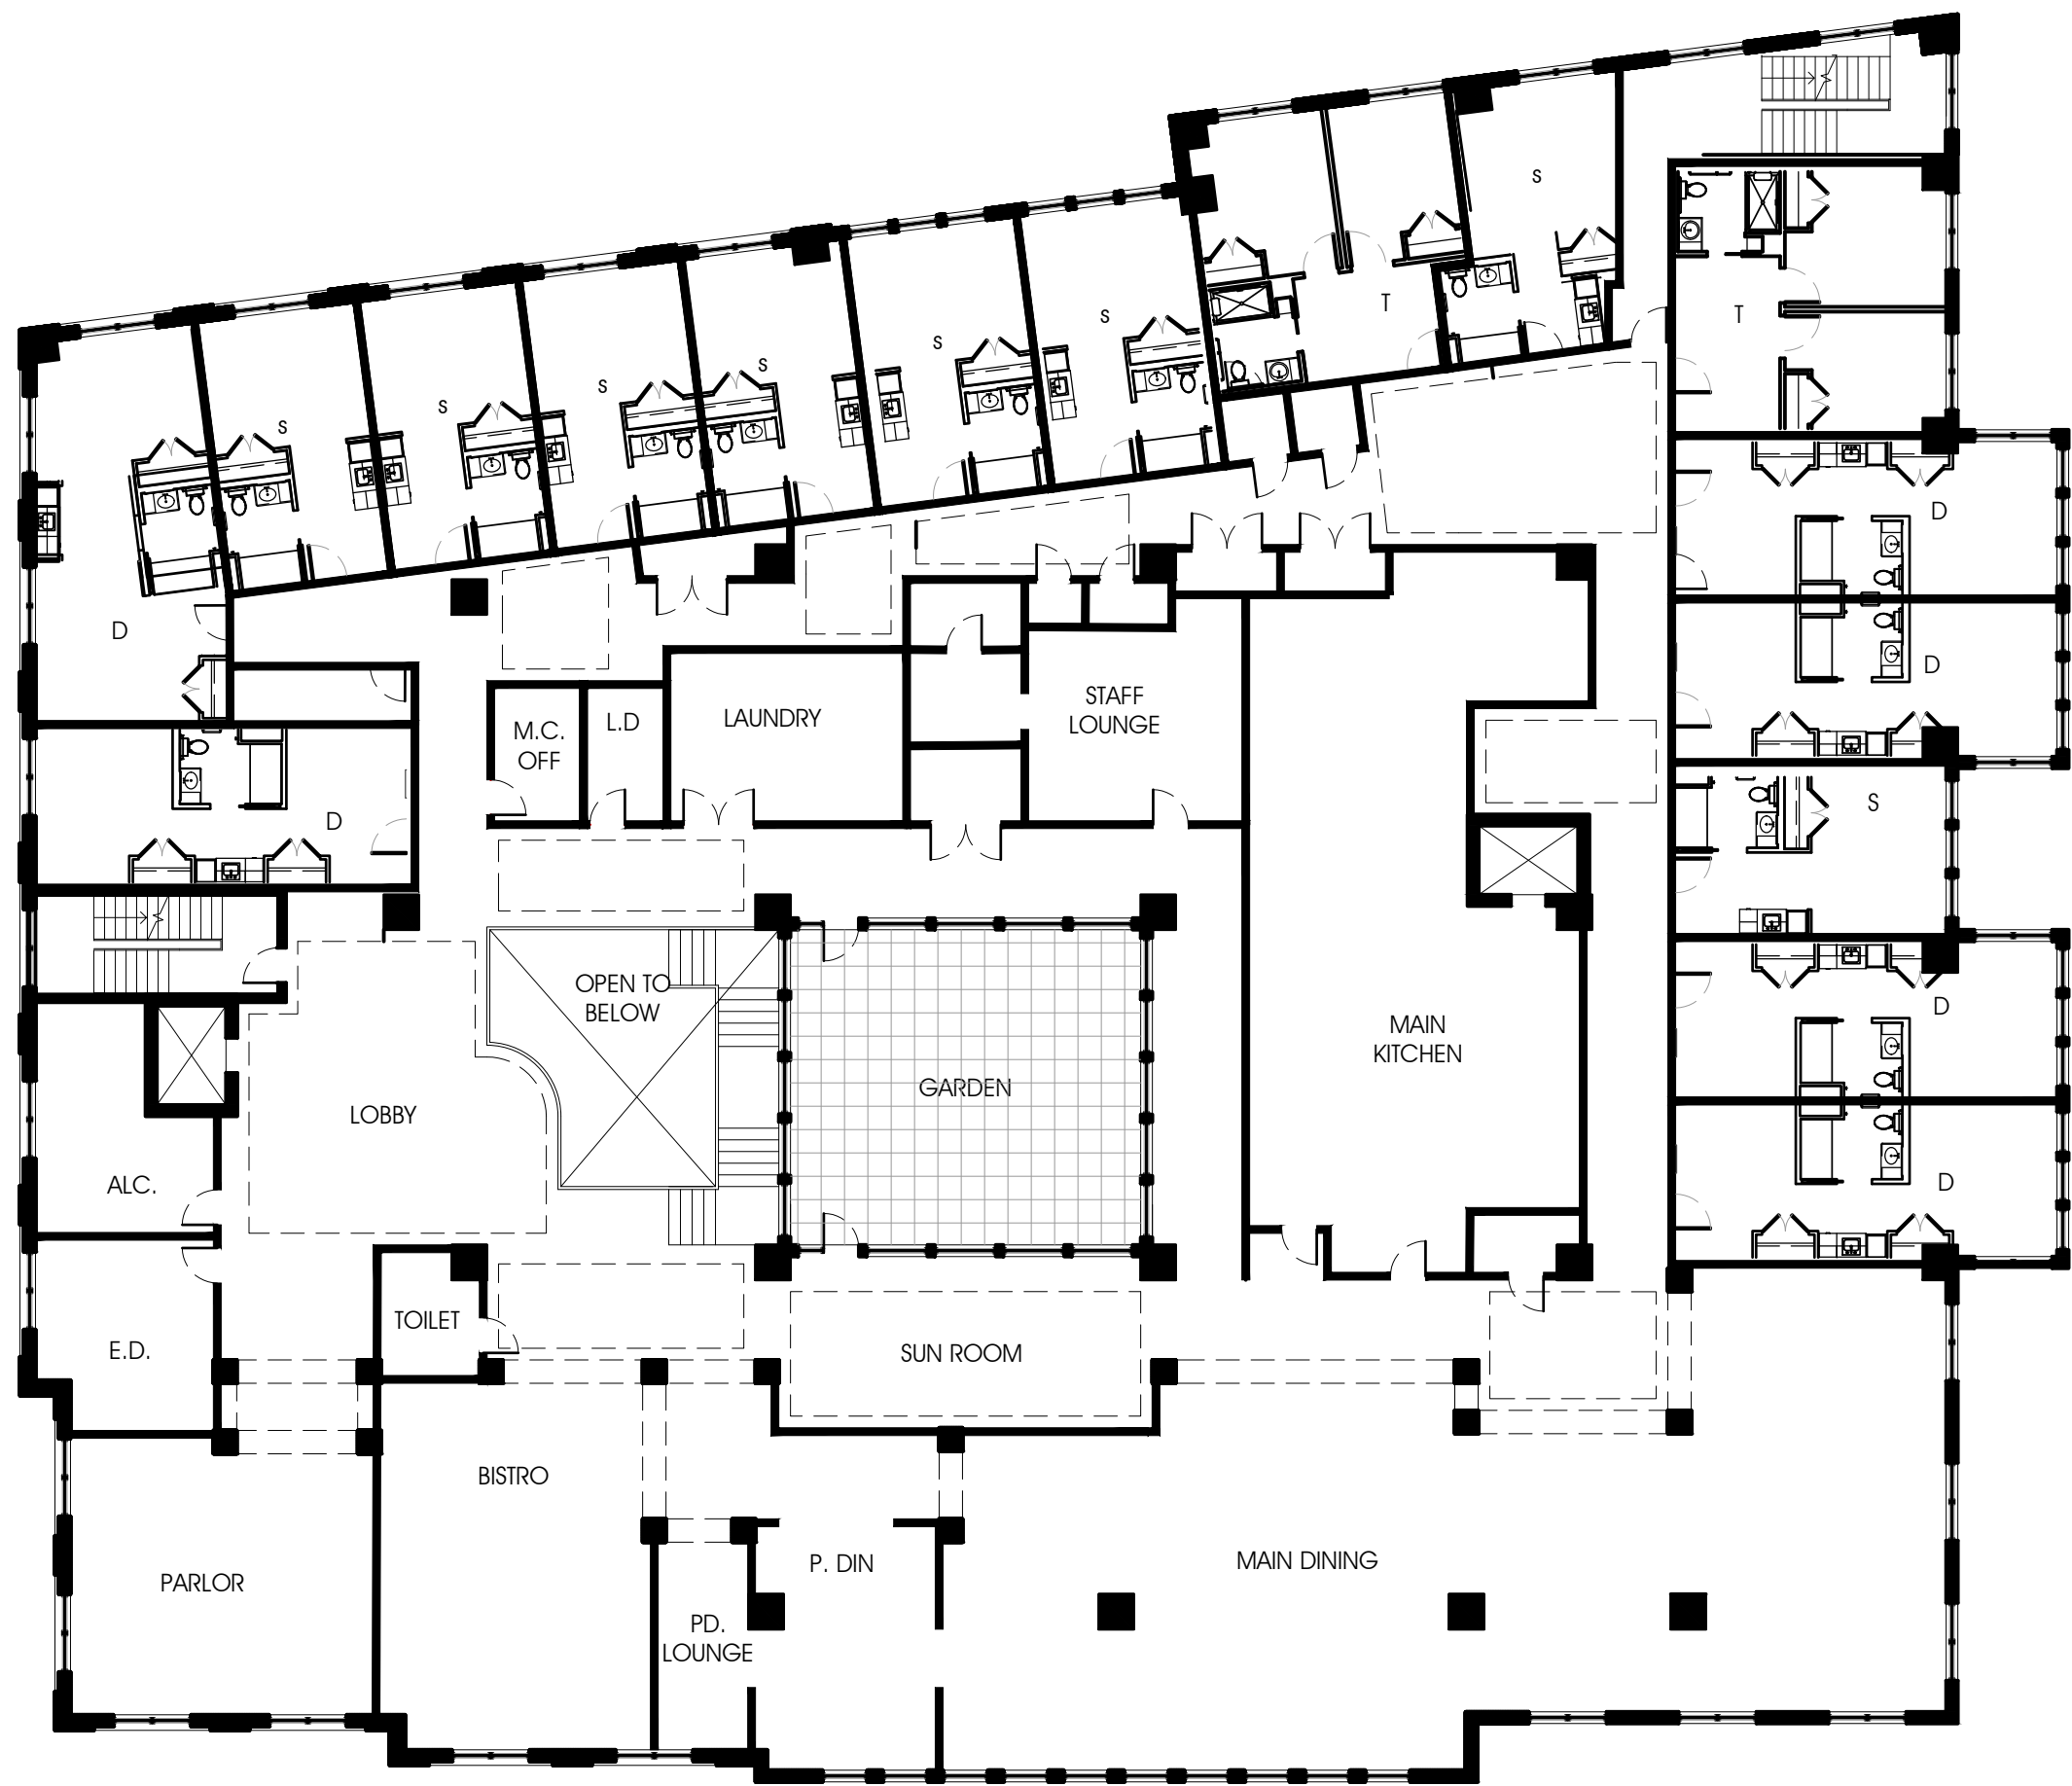 S
S
T
S
S
S
T
S
S
S
D
D
D
D
STAFF
LOUNGE
M.C.
OFF
L.D
LAUNDRY
S
D
OPEN TO
BELOW
D
MAIN
KITCHEN
GARDEN
LOBBY
ALC.
D
TOILET
E.D.
SUN ROOM
BISTRO
P. DIN
MAIN DINING
PARLOR
PD.
LOUNGE